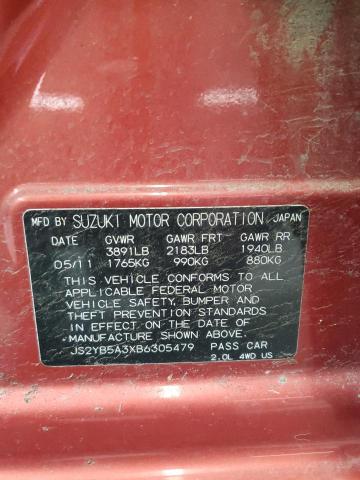 MFD BY SUZUKI MOTOR CORPORATION, JAPAN
DATE GVWR GAWR FRT GAWR RR
3891LB 2183LB 1940LB
05/11 1765KG 990KG 880KG
THIS VEHICLE CONFORMS TO ALL
APPLICABLE FEDERAL MOTOR
VEHICLE SAFETY, BUMPER AND
THEFT PREVENTION STANDARDS
IN EFFECT ON THE DATE OF
MANUFACTURE SHOWN ABOVE.
JS2YB5A3XB6305479 PASS CAR
2.0L 4WD US